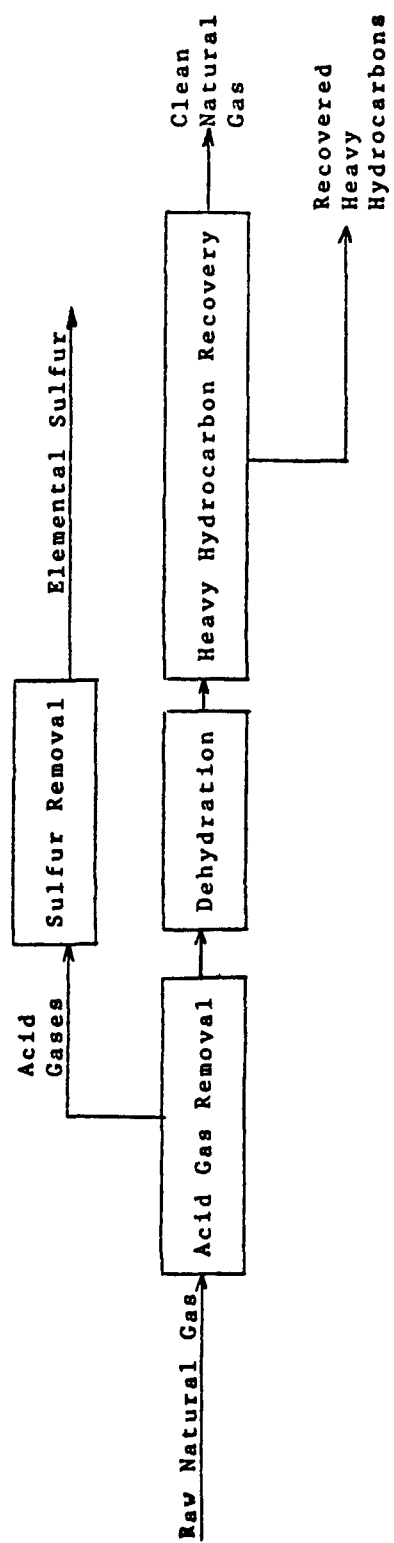 Raw Natural Gas
Acid Gas Removal
Acid
Gases
Sulfur Removal
Elemental Sulfur
Dehydration
Heavy Hydrocarbon Recovery
Clean
Natural
Gas
Recovered
Heavy
Hydrocarbons